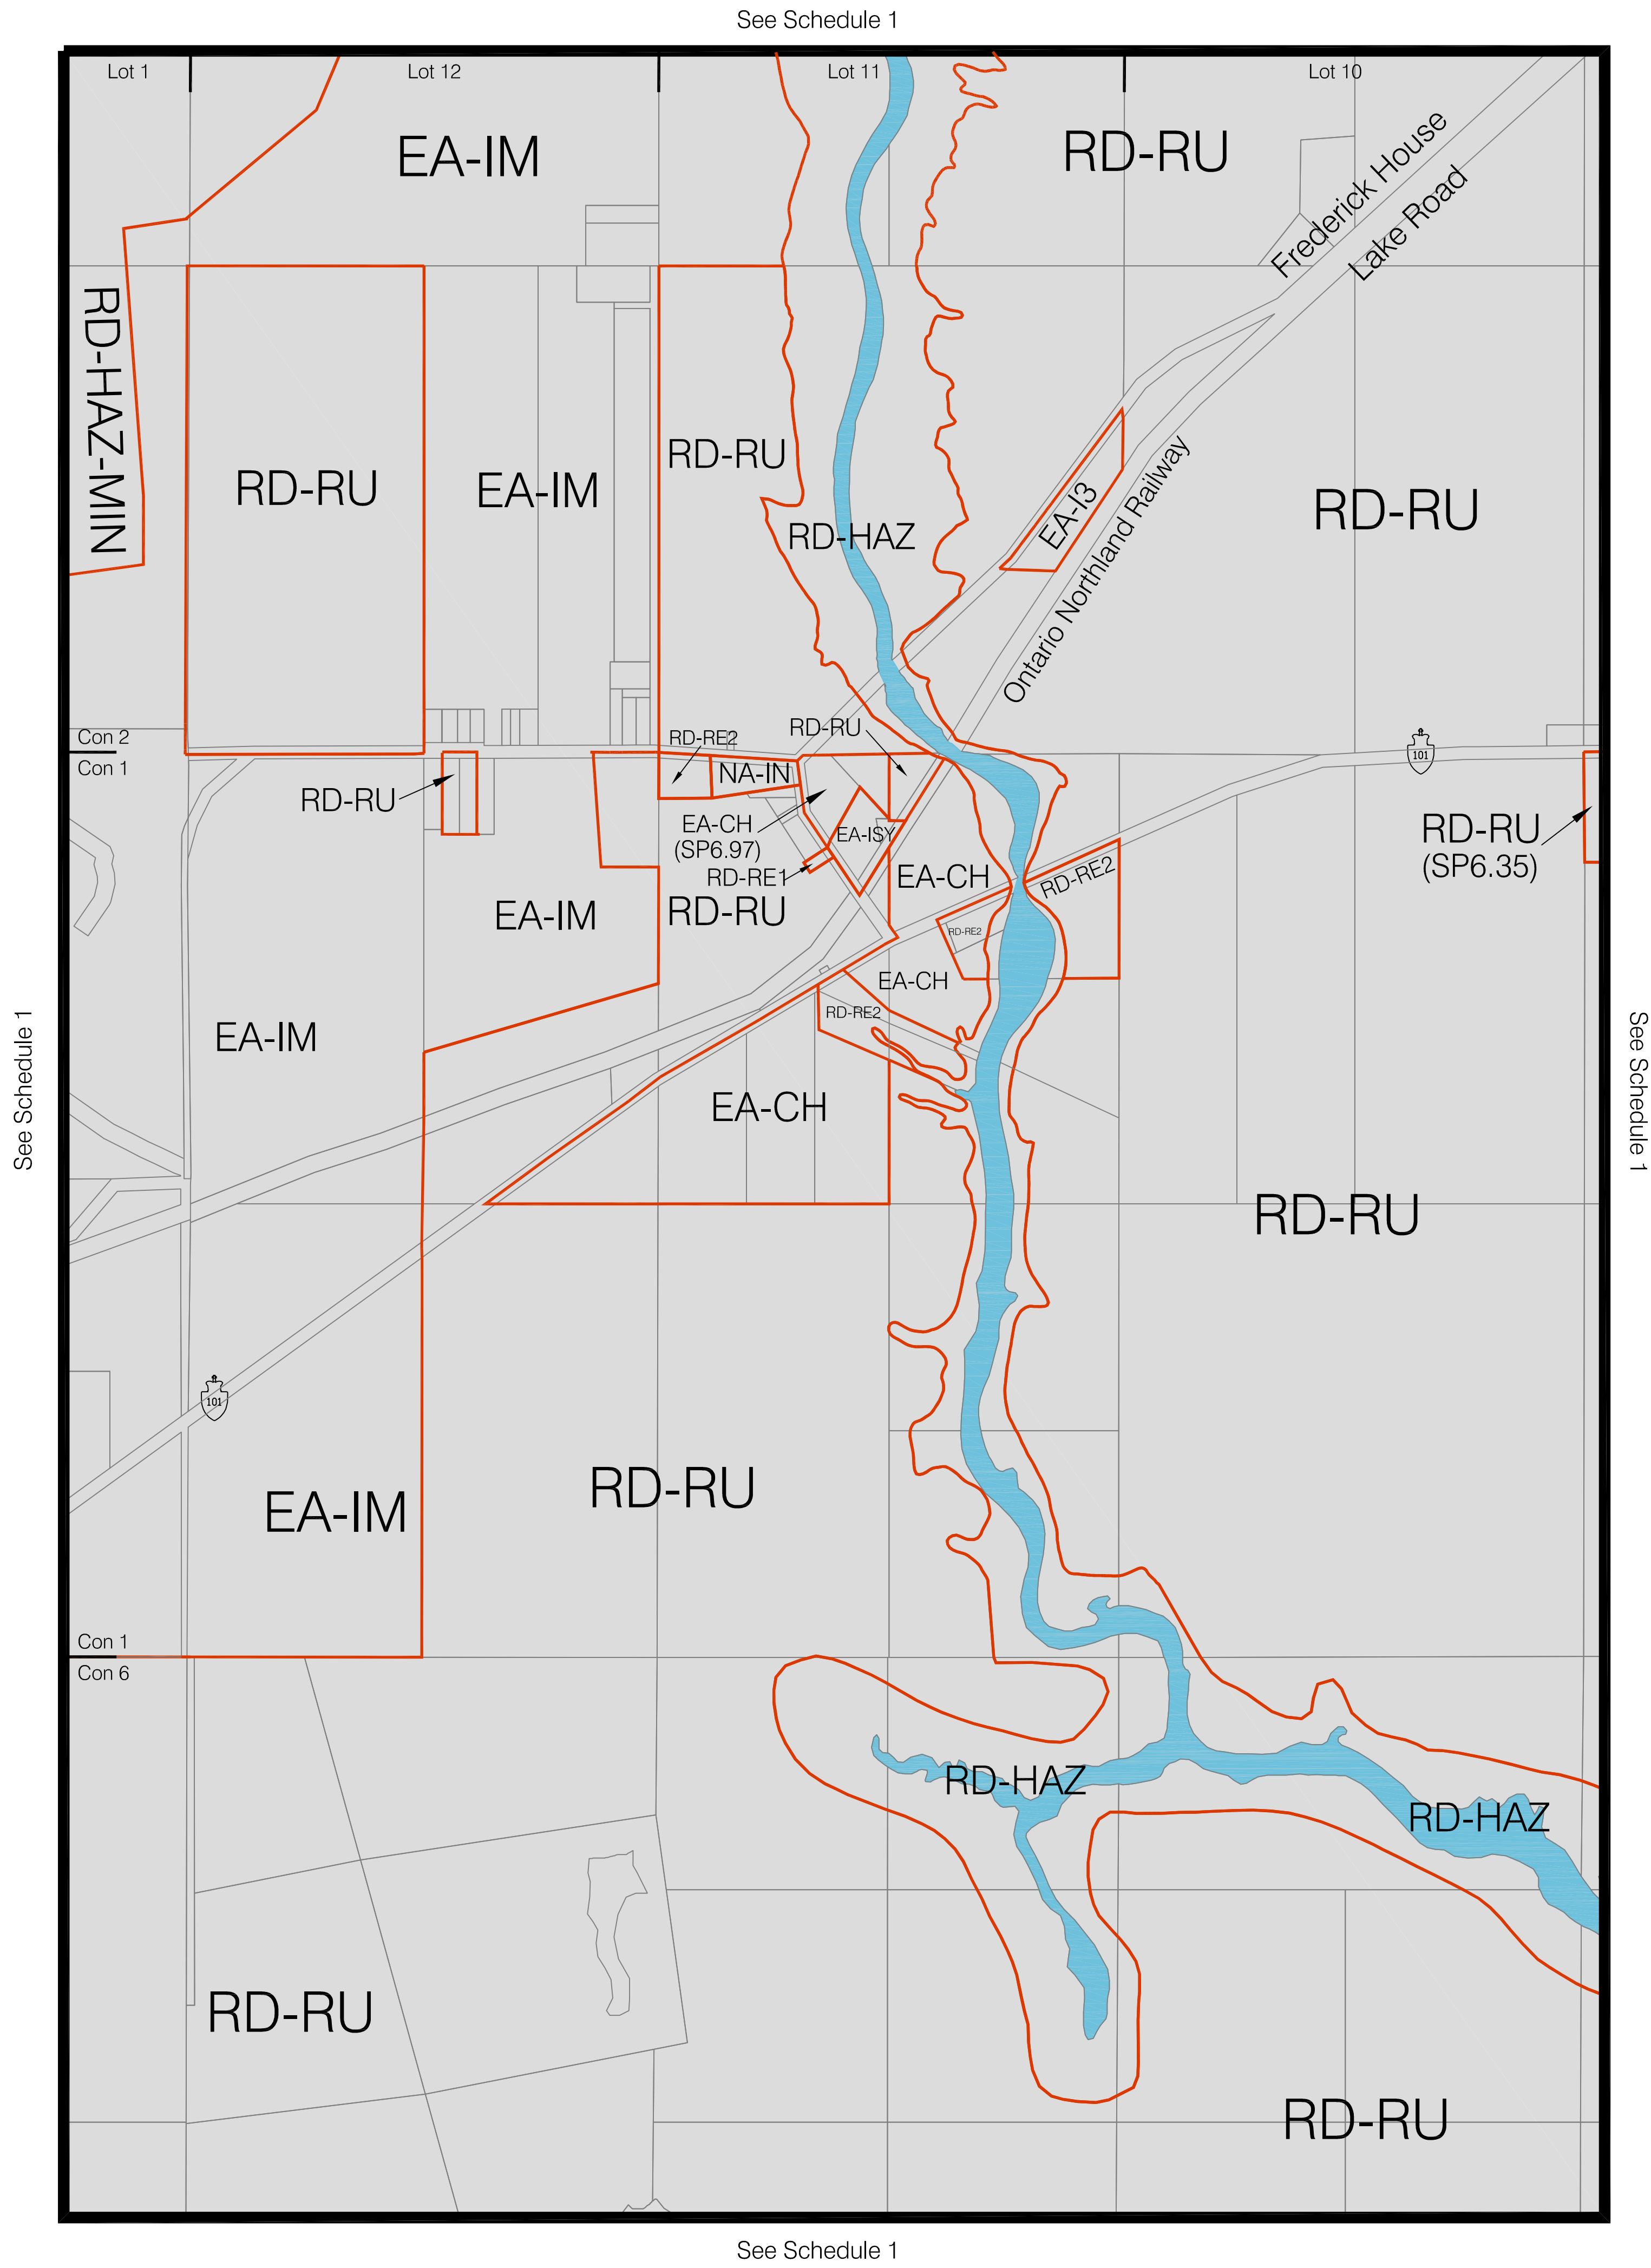 See Schedule 1
Lot 1
Lot 12
Lot 11
Lot 10
EA-IM
RD-RU
Frederick House
Lake Road
RD-HAZ-MIN
RD-RU
EA-IM
RD-RU
RD-HAZ
EA-I3
RD-RU
Ontario Northland Railway
Con 2
Con 1
RD-RE2
RD-RU
NA-IN
101
RD-RU
EA-CH
(SP6.97)
EA-ISY
RD-RU
(SP6.35)
RD-RE1
EA-CH
RD-RE2
EA-IM
RD-RU
RD-RE2
EA-CH
RD-RE2
EA-IM
See Schedule 1
See Schedule 1
EA-CH
RD-RU
101
RD-RU
EA-IM
Con 1
Con 6
RD-HAZ
RD-HAZ
RD-RU
RD-RU
See Schedule 1